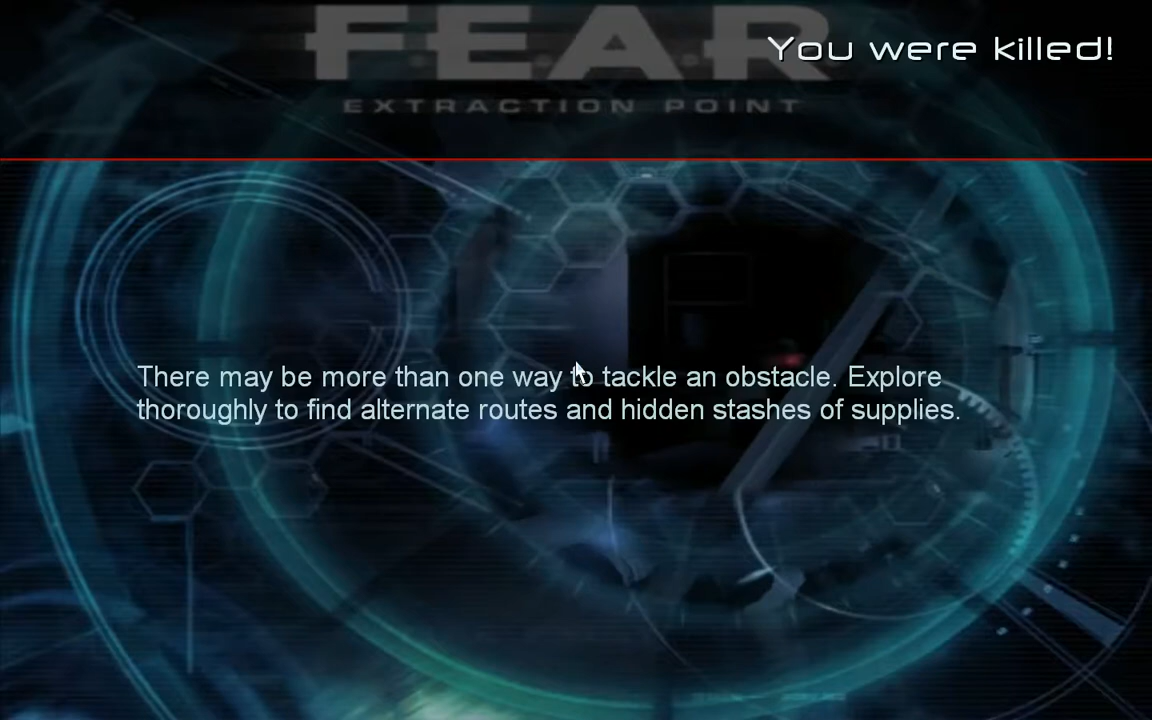 FEAR
EXTRACTION POINT
You were killed!
There may be more than one way to tackle an obstacle. Explore
thoroughly to find alternate routes and hidden stashes of supplies.